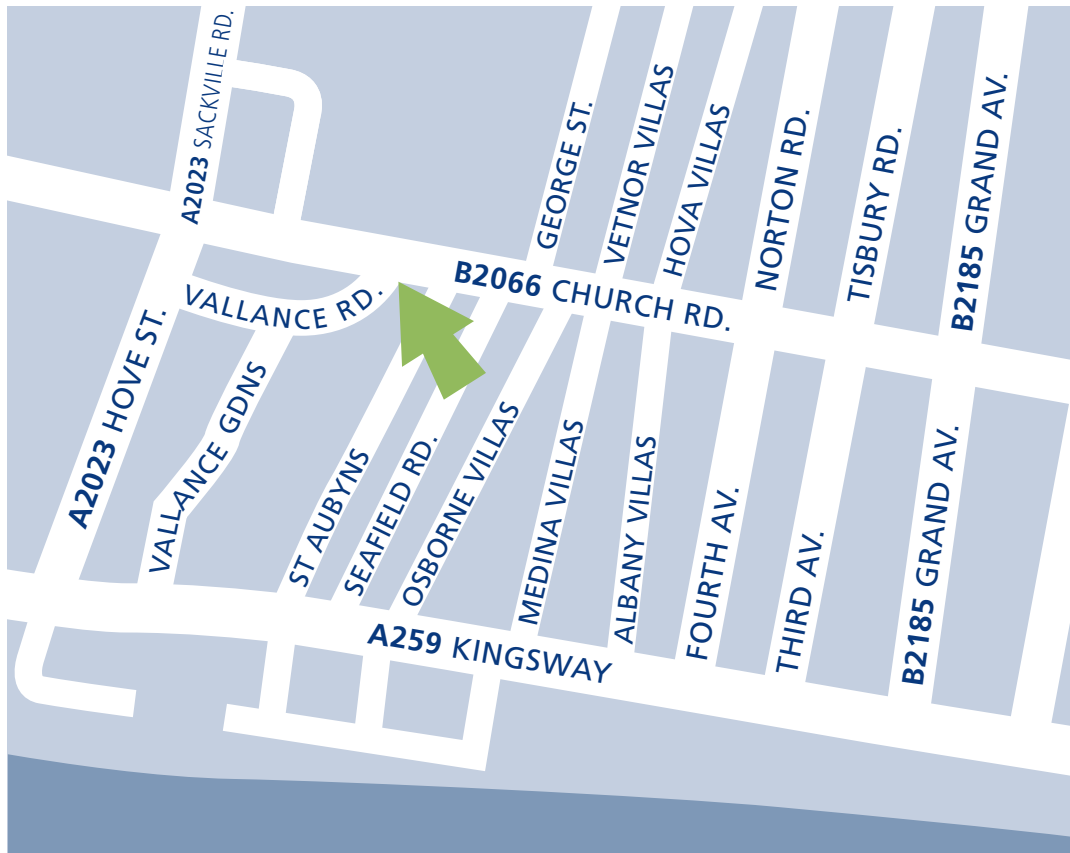 A2023 SACKVILLE RD.
GEORGE ST.
VETNOR VILLAS
HOVA VILLAS
NORTON RD.
TISBURY RD.
B2185 GRAND AV.
B2066 CHURCH RD.
VALLANCE RD.
A2023 HOVE ST.
VALLANCE GDNS
ST AUBYNS
SEAFIELD RD.
OSBORNE VILLAS
MEDINA VILLAS
ALBANY VILLAS
FOURTH AV.
THIRD AV.
B2185 GRAND AV.
A259 KINGSWAY